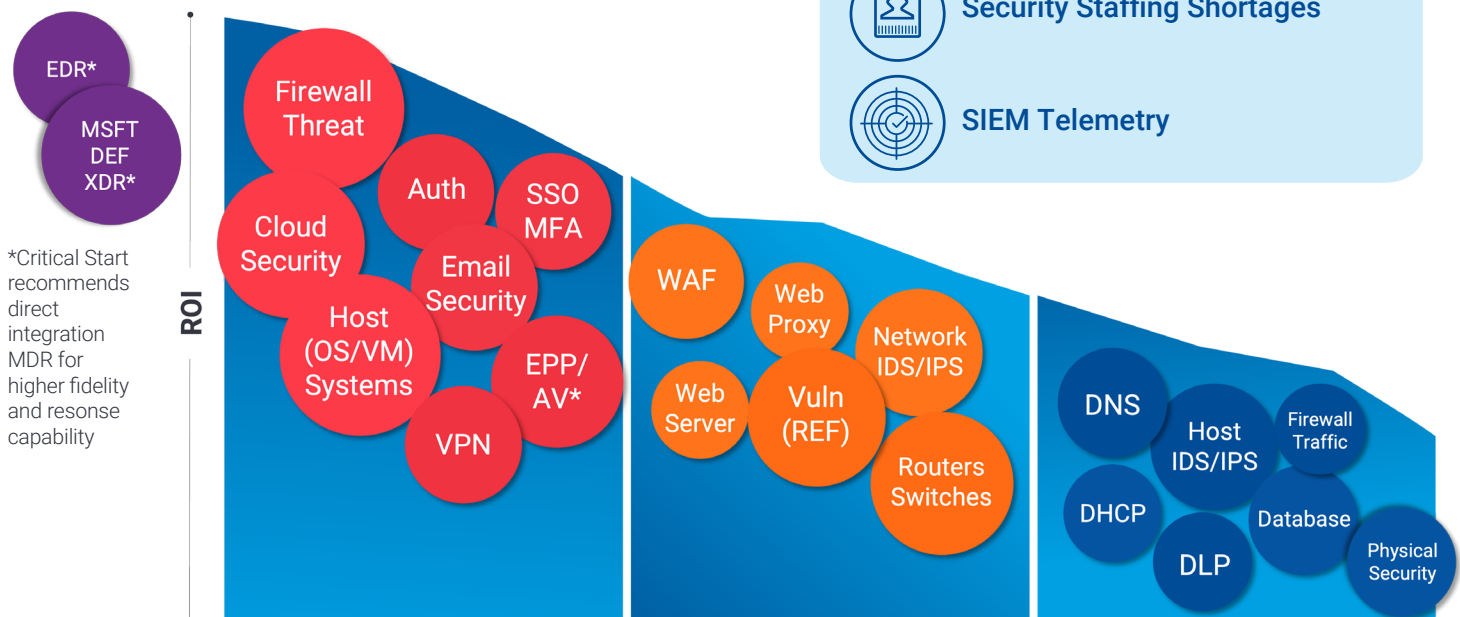 Security Staffing Shortages
SIEM Telemetry
EDR*
MSFT
DEF
XDR*
*Critical Start
recommends
direct
integration
MDR for
higher fidelity
and resonse
capability
ROI
Firewall
Threat
Auth
SSO
MFA
Cloud
Security
Email
Security
Host
(OS/VM)
Systems
EPP/
AV*
VPN
WAF
Web
Proxy
Network
IDS/IPS
Web
Server
Vuln
(REF)
Routers
Switches
DNS
Host
IDS/IPS
Firewall
Traffic
DHCP
Database
DLP
Physical
Security